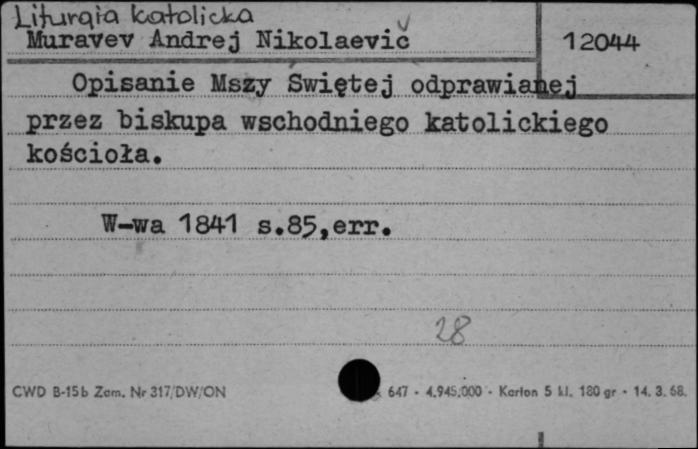 Liturgia katolicka
Muravev Andrej Nikolaevič 12044
Opisanie Mszy Świętej odprawianej
przez biskupa wschodniego katolickiego
kościoła.
W-wa 1841 s.85,err.
28
CWD B-15b Zam. Nr 317/DW/ON 647 - 4.945.000 - Karton 5 kl. 180 gr - 14. 3. 68.